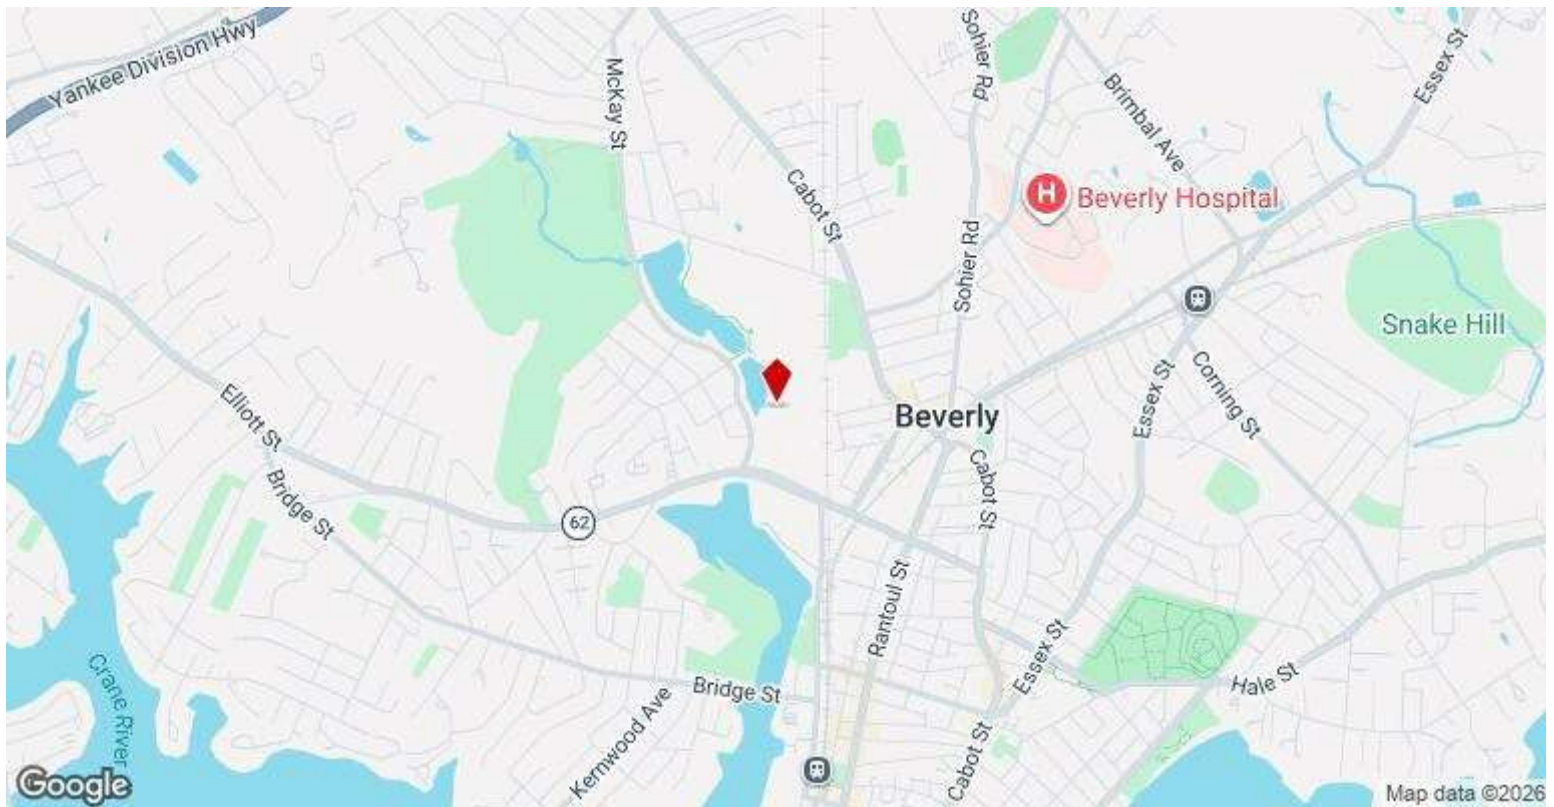 Yankee Division Hwy
McKay St
Sohier Rd
Essex St
Brimbal Ave
Cabot St
H
Beverly Hospital
Sohier Rd
Snake Hill
Elliott St
Essex St
Corning St
Beverly
Bridge St
Cabot St
62
Rantoul St
Essex St
Crane River
Bridge St
Hale St
Kernwood Ave
Cabot St
Google
Map data ©2026